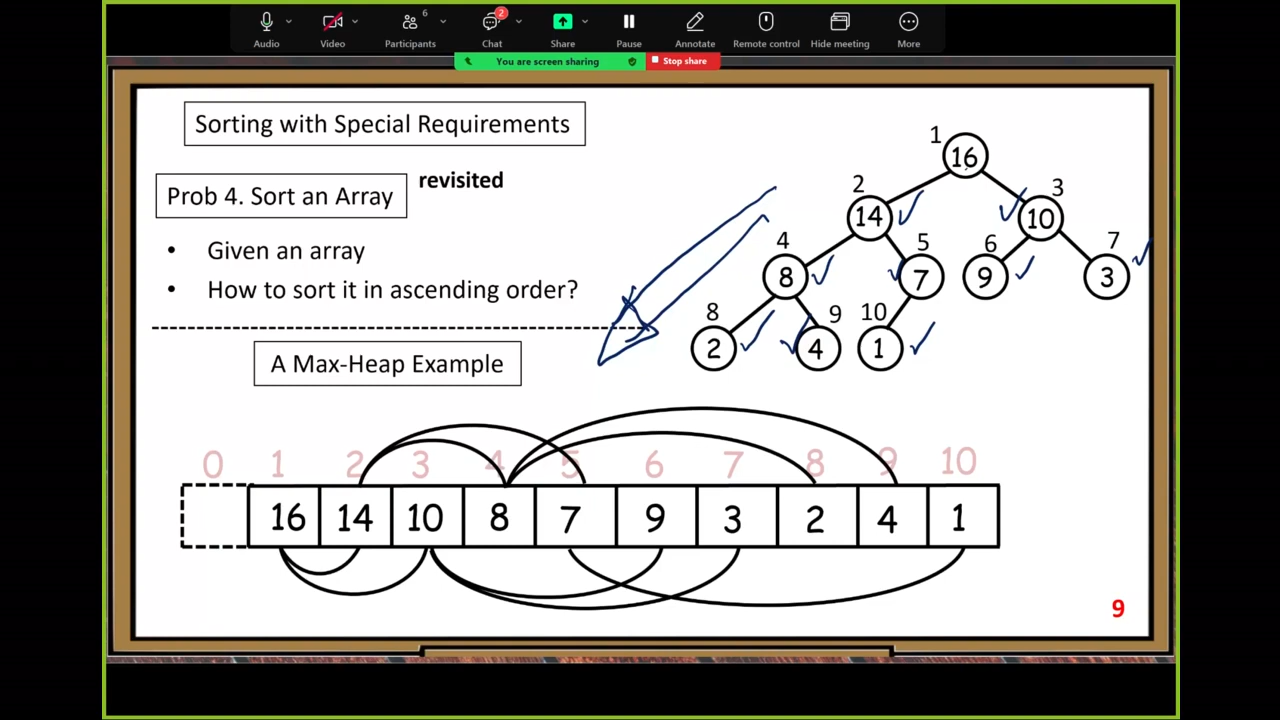 6
2
Audio Video Participants Chat Share Pause Annotate Remote control Hide meeting More
You are screen sharing Stop share
Sorting with Special Requirements
Prob 4. Sort an Array
revisited
• Given an array
• How to sort it in ascending order?
A Max-Heap Example
1
16
2 3
14 10
4 5 6 7
8 7 9 3
8 9 10
2 4 1
0 1 2 3 4 5 6 7 8 9 10
16 14 10 8 7 9 3 2 4 1
9